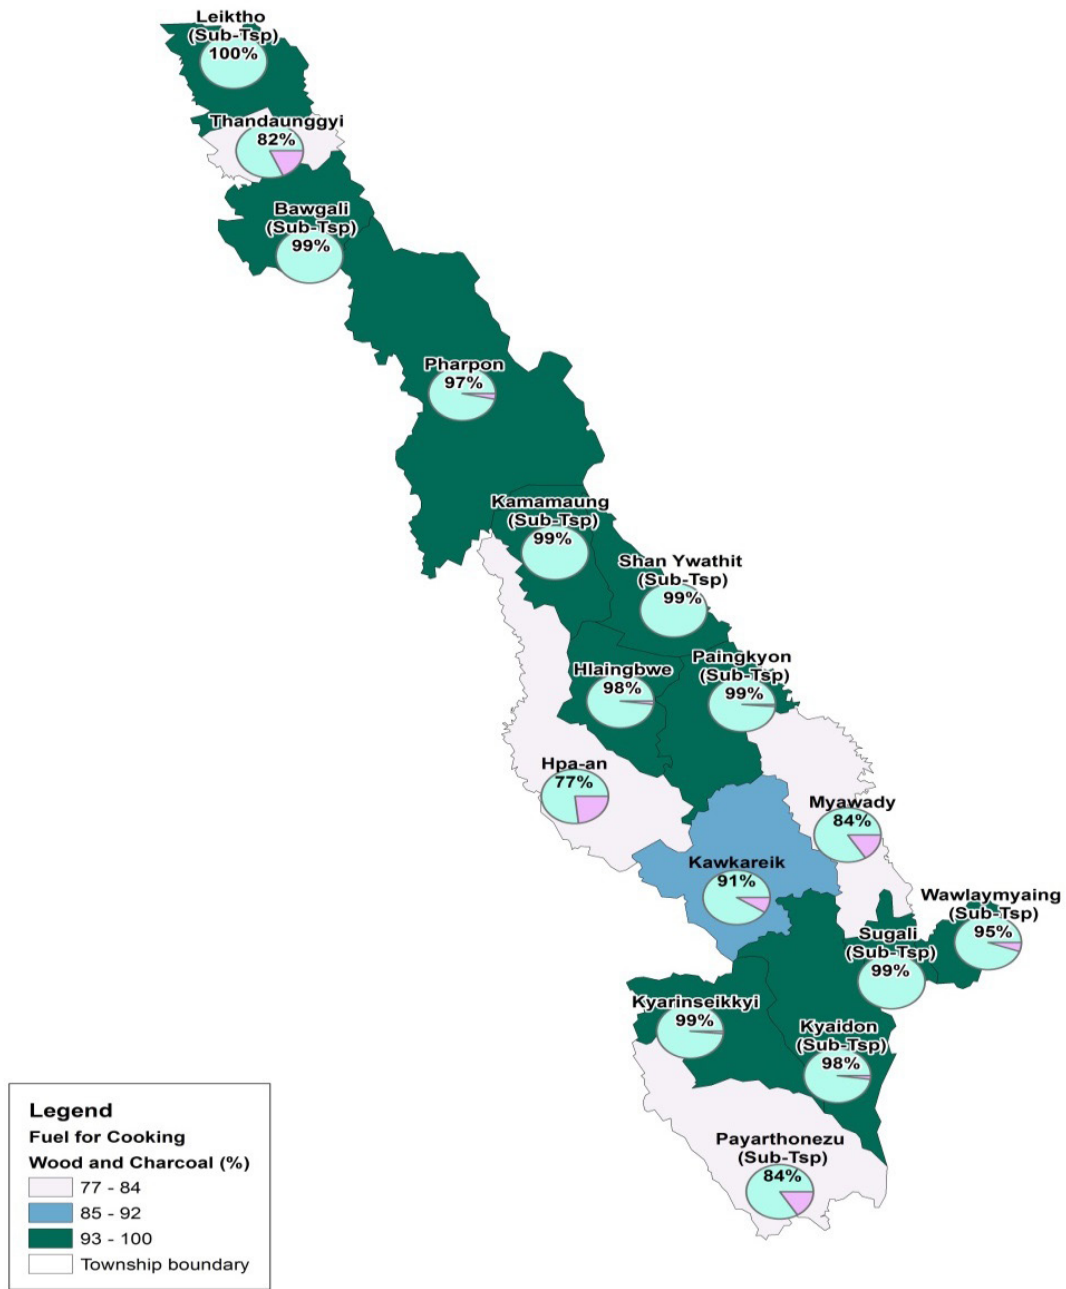 Leiktho
(Sub-Tsp)
100%
Thandaunggyi
82%
Bawgali
(Sub-Tsp)
99%
Pharpon
97%
Kamamaung
(Sub-Tsp)
99%
Shan Ywathit
(Sub-Tsp)
99%
Hlaingbwe
98%
Paingkyon
(Sub-Tsp)
99%
Hpa-an
77%
Myawady
84%
Kawkareik
91%
Wawlaymyaing
(Sub-Tsp)
95%
Sugali
(Sub-Tsp)
99%
Kyarinseikkyi
99%
Kyaidon
(Sub-Tsp)
98%
Payarthonezu
(Sub-Tsp)
84%
Legend
Fuel for Cooking
Wood and Charcoal (%)
77 - 84
85 - 92
93 - 100
Township boundary